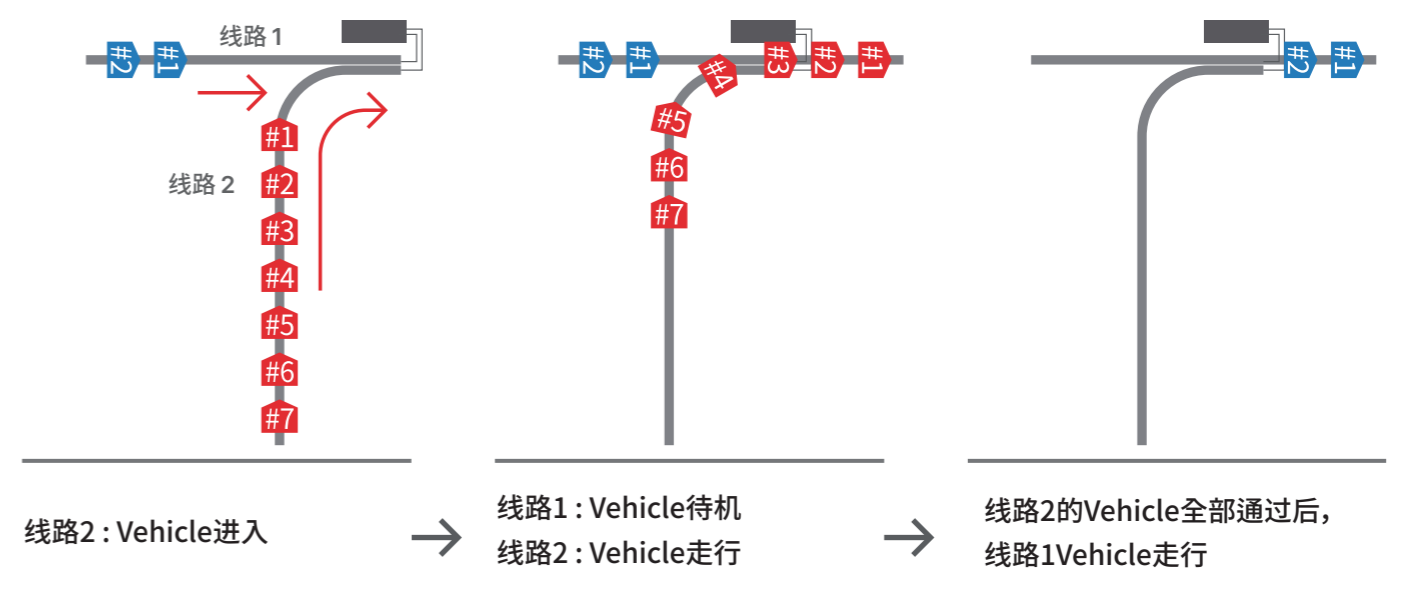 线路 1
#2 #1
#1
线路 2
#2
#3
#4
#5
#6
#7
线路2 : Vehicle进入
#2 #1 #3 #2 #1
#4
#5
#6
#7
线路1 : Vehicle待机
线路2 : Vehicle走行
#2 #1
线路2的Vehicle全部通过后,
线路1Vehicle走行